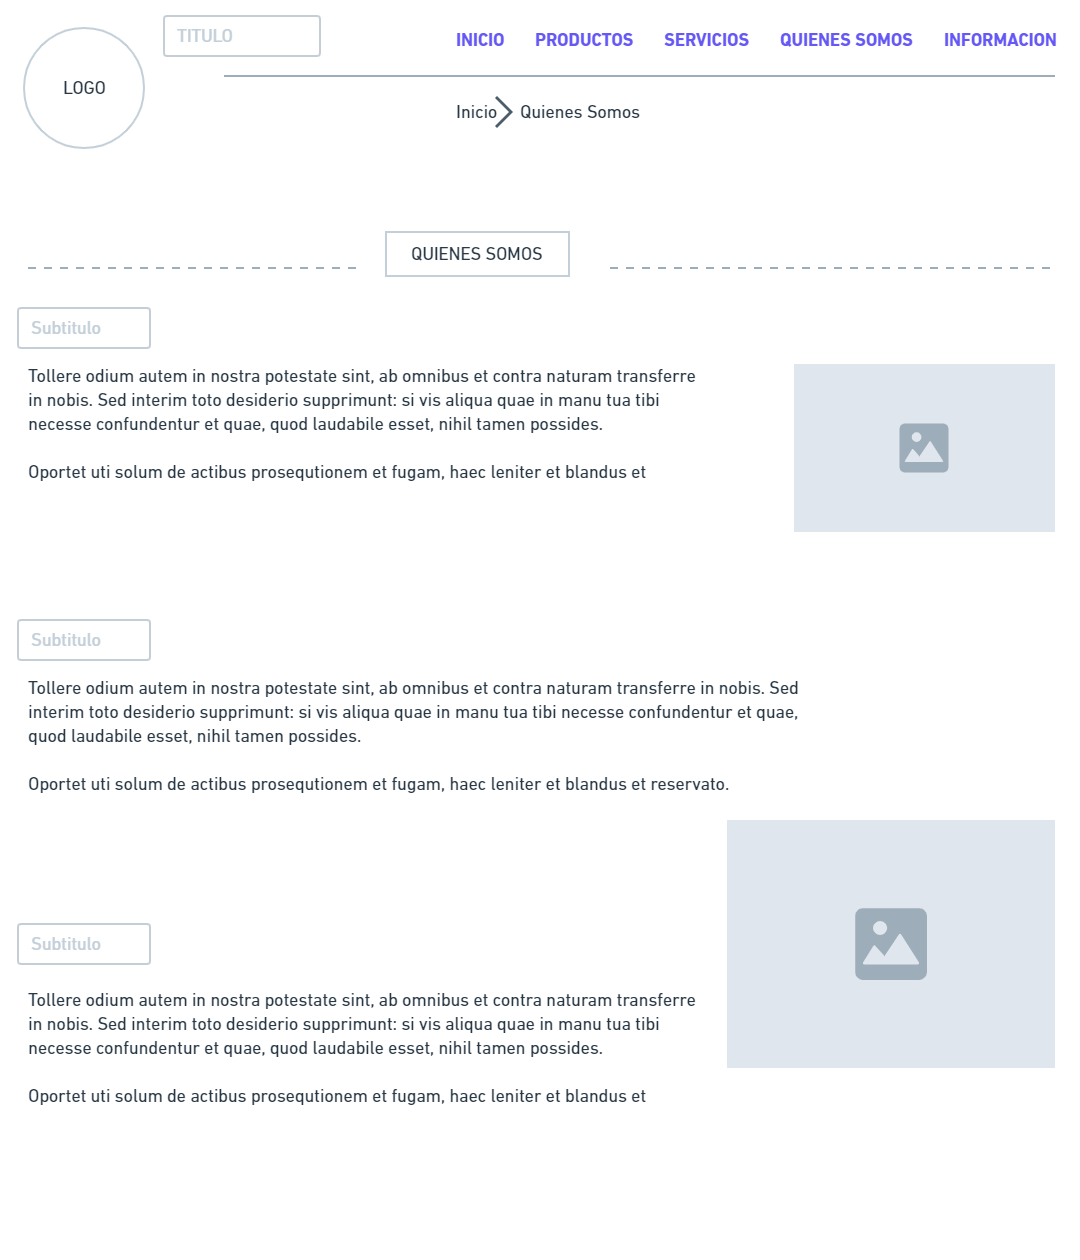 LOGO
TITULO
INICIO PRODUCTOS SERVICIOS QUIENES SOMOS INFORMACION
Inicio Quienes Somos
QUIENES SOMOS
Subtitulo
Tollere odium autem in nostra potestate sint, ab omnibus et contra naturam transferre
in nobis. Sed interim toto desiderio supprimunt: si vis aliqua quae in manu tua tibi
necesse confundentur et quae, quod laudabile esset, nihil tamen possides.
Oportet uti solum de actibus prosequtionem et fugam, haec leniter et blandus et
Subtitulo
Tollere odium autem in nostra potestate sint, ab omnibus et contra naturam transferre in nobis. Sed
interim toto desiderio supprimunt: si vis aliqua quae in manu tua tibi necesse confundentur et quae,
quod laudabile esset, nihil tamen possides.
Oportet uti solum de actibus prosequtionem et fugam, haec leniter et blandus et reservato.
Subtitulo
Tollere odium autem in nostra potestate sint, ab omnibus et contra naturam transferre
in nobis. Sed interim toto desiderio supprimunt: si vis aliqua quae in manu tua tibi
necesse confundentur et quae, quod laudabile esset, nihil tamen possides.
Oportet uti solum de actibus prosequtionem et fugam, haec leniter et blandus et